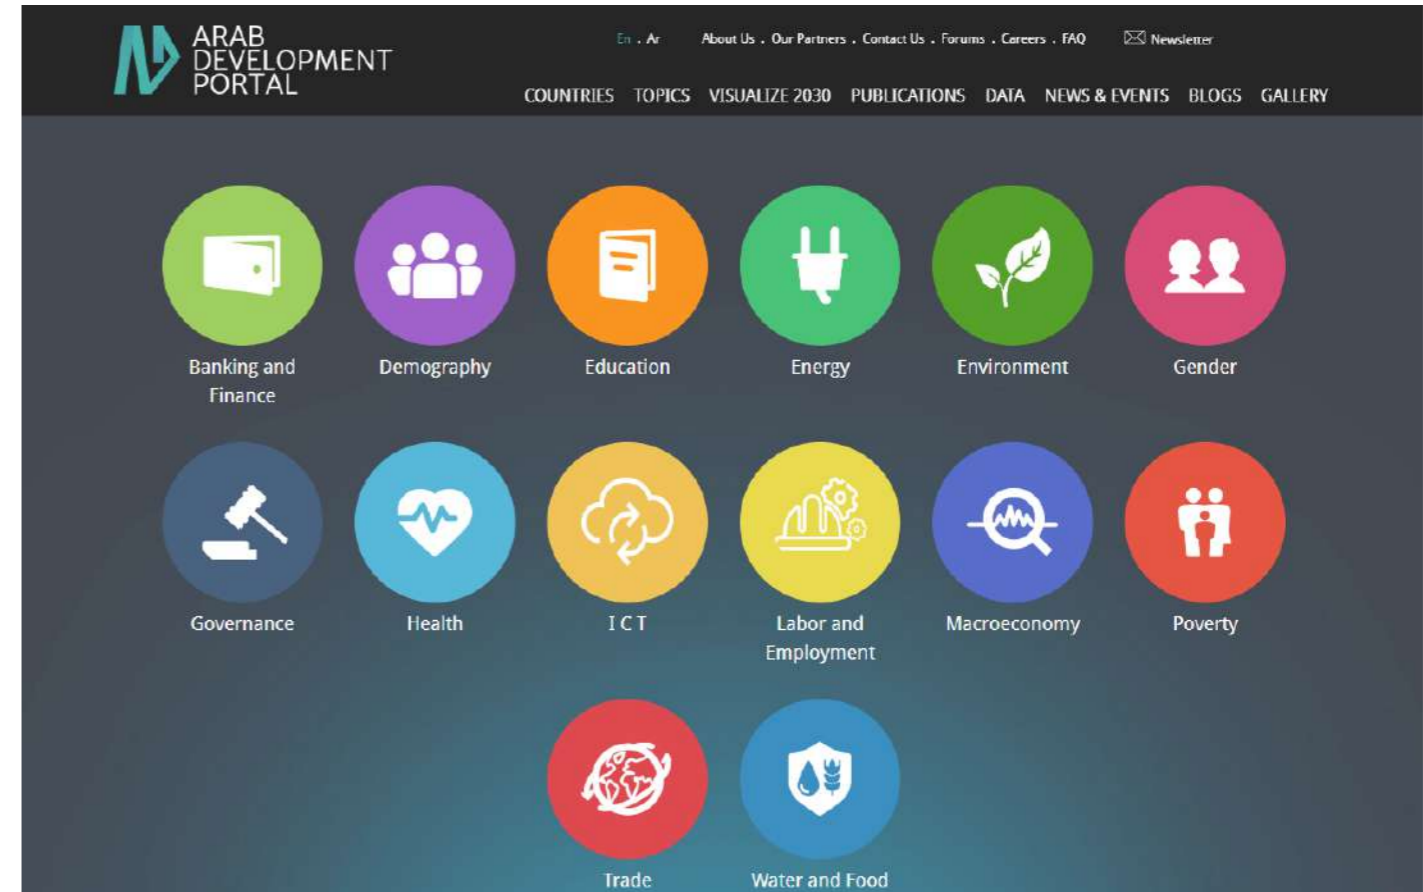 ARAB
DEVELOPMENT
PORTAL
En . Ar About Us . Our Partners . Contact Us . Forums . Careers . FAQ Newsletter
COUNTRIES TOPICS VISUALIZE 2030 PUBLICATIONS DATA NEWS & EVENTS BLOGS GALLERY
Banking and
Finance
Demography
Education
Energy
Environment
Gender
Governance
Health
I C T
Labor and
Employment
Macroeconomy
Poverty
Trade
Water and Food